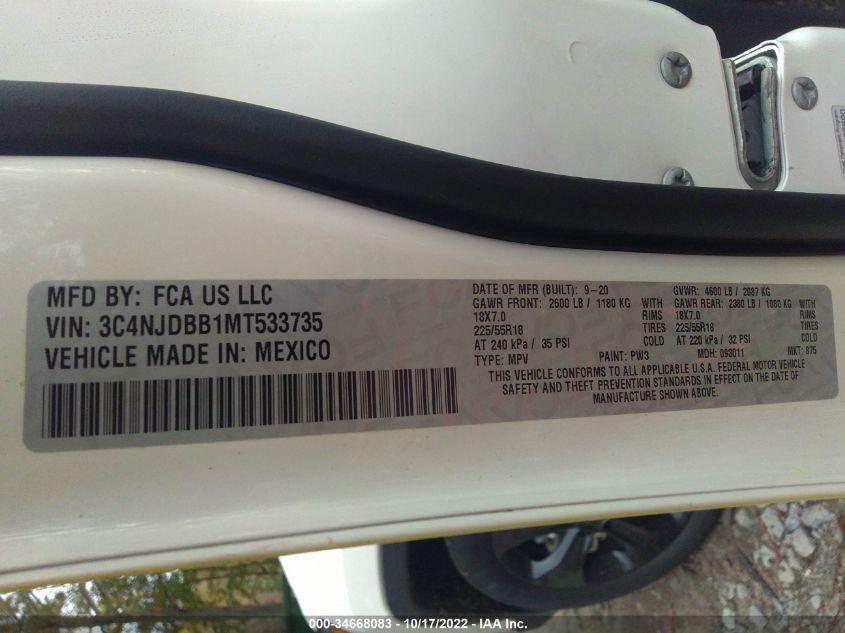 MFD BY: FCA US LLC
VIN: 3C4NJDBB1MT533735
VEHICLE MADE IN: MEXICO
DATE OF MFR (BUILT): 9-20 GVWR: 4600 LB / 2087 KG
GAWR FRONT: 2600 LB / 1180 KG GAWR REAR: 2380 LB / 1080 KG
18X7.0 RIMS 18X7.0 RIMS
225/55R18 TIRES 225/55R18 TIRES
AT 240 kPa / 35 PSI COLD AT 220 kPa / 32 PSI COLD
TYPE: MPV PAINT: PW3 MDH: 093011 MKT: 875
THIS VEHICLE CONFORMS TO ALL APPLICABLE U.S.A. FEDERAL MOTOR VEHICLE
SAFETY AND THEFT PREVENTION STANDARDS IN EFFECT ON THE DATE OF
MANUFACTURE SHOWN ABOVE.
000-34668083 - 10/17/2022 - IAA Inc.